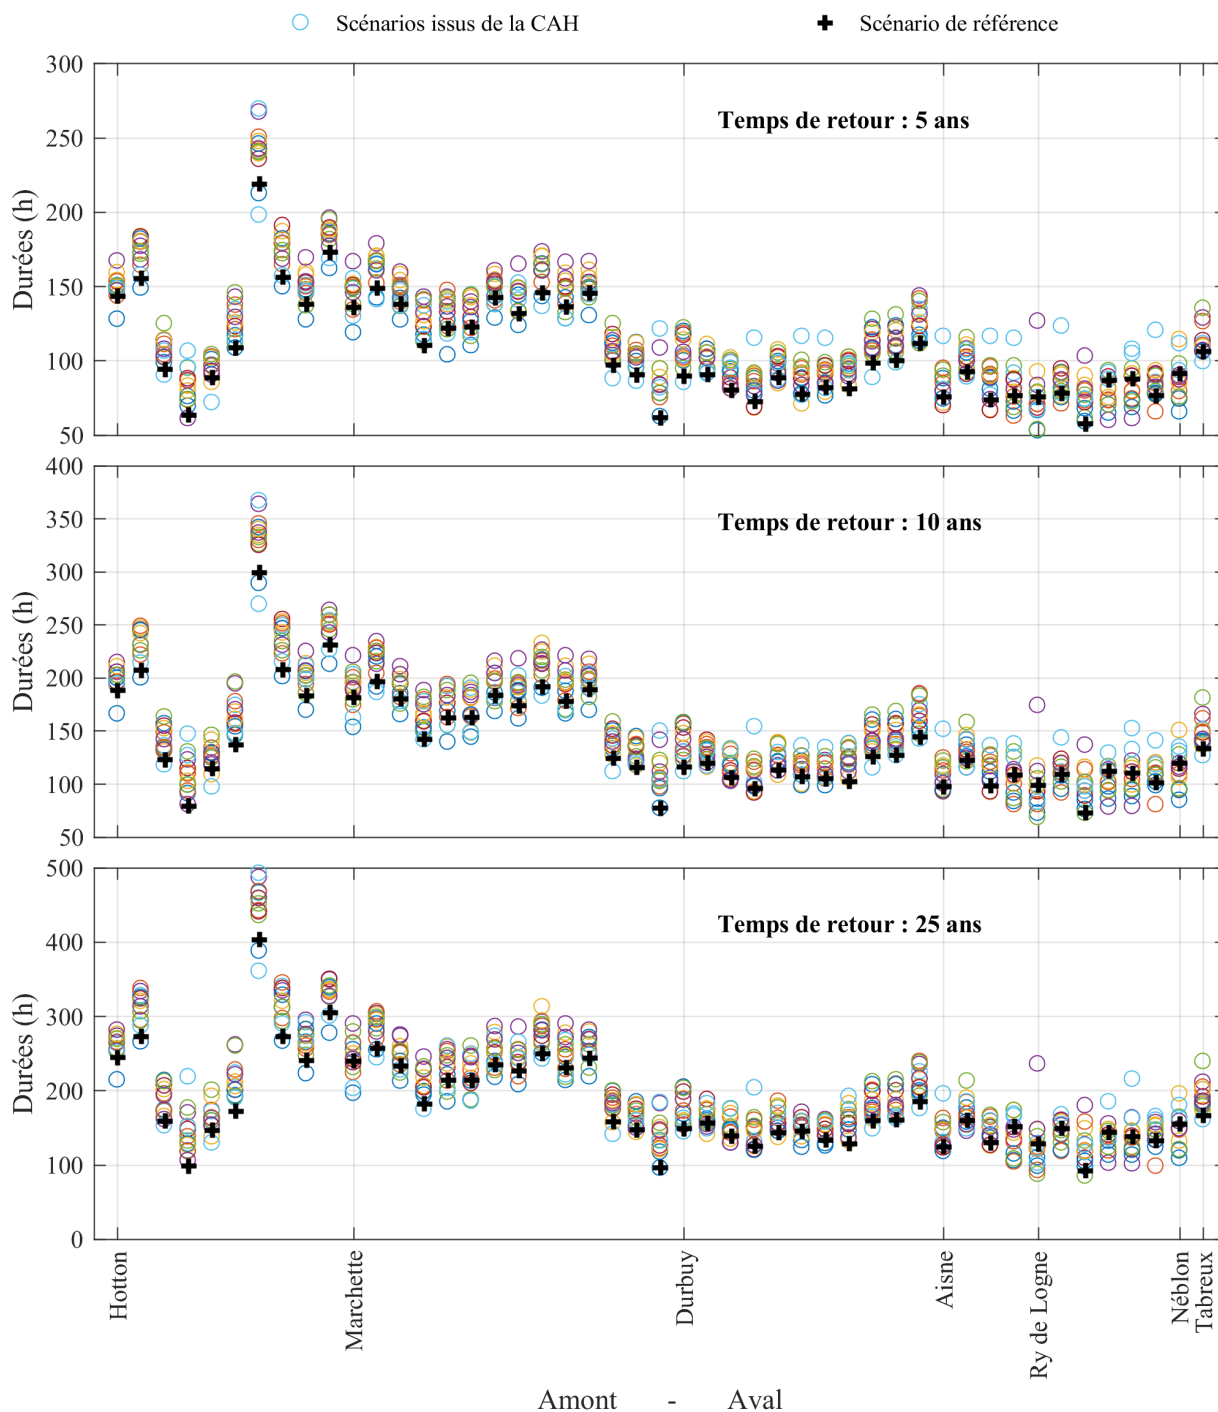 Scénarios issus de la CAH
Scénario de référence
300
250
200
150
100
50
Durées (h)
Temps de retour : 5 ans
400
350
300
250
200
150
100
50
Durées (h)
Temps de retour : 10 ans
500
400
300
200
100
0
Durées (h)
Temps de retour : 25 ans
Hotton
Marchette
Durbuy
Aisne
Ry de Logne
Néblon
Tabreux
Amont - Aval